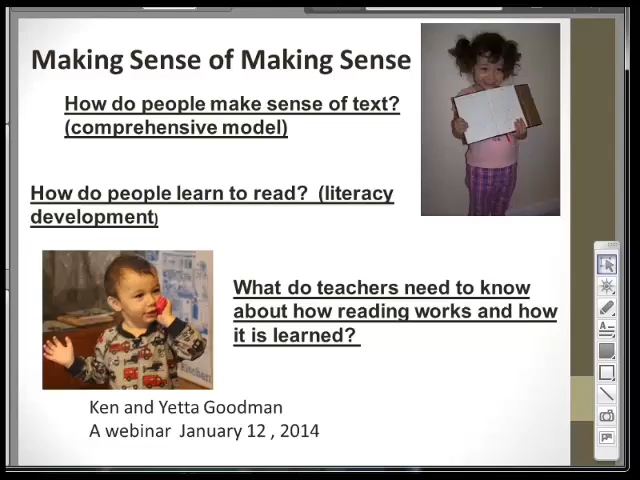 Making Sense of Making Sense
How do people make sense of text?
(comprehensive model)
How do people learn to read? (literacy
development)
What do teachers need to know
about how reading works and how
it is learned?
Ken and Yetta Goodman
A webinar January 12 , 2014